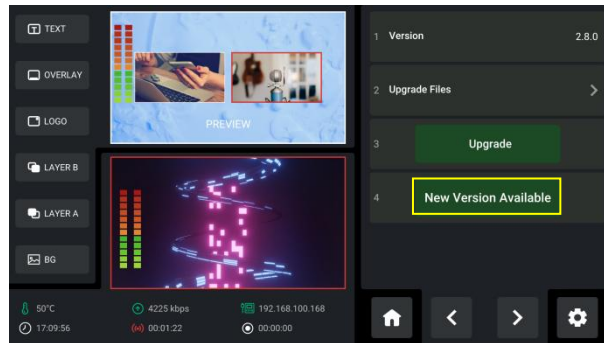 TEXT
OVERLAY
LOGO
LAYER B
LAYER A
BG
PREVIEW
1 Version 2.8.0
2 Upgrade Files
3 Upgrade
4 New Version Available
50°C
4225 kbps
192.168.100.168
17:09:56
00:01:22
00:00:00